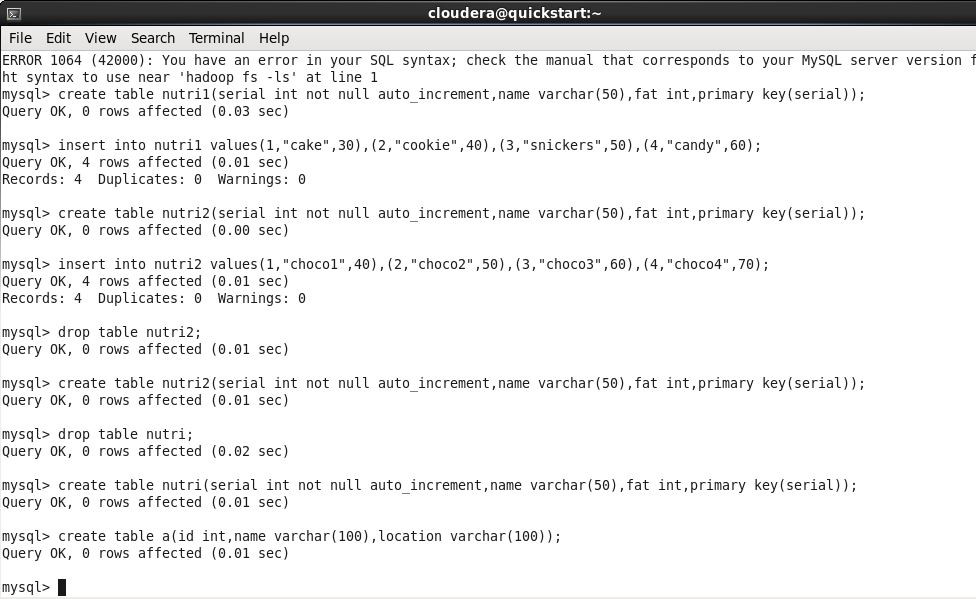 cloudera@quickstart:~
File Edit View Search Terminal Help
ERROR 1064 (42000): You have an error in your SQL syntax; check the manual that corresponds to your MySQL server version f
ht syntax to use near 'hadoop fs -ls' at line 1
mysql> create table nutri1(serial int not null auto_increment,name varchar(50),fat int,primary key(serial));
Query OK, 0 rows affected (0.03 sec)
mysql> insert into nutri1 values(1,"cake",30),(2,"cookie",40),(3,"snickers",50),(4,"candy",60);
Query OK, 4 rows affected (0.01 sec)
Records: 4  Duplicates: 0  Warnings: 0
mysql> create table nutri2(serial int not null auto_increment,name varchar(50),fat int,primary key(serial));
Query OK, 0 rows affected (0.00 sec)
mysql> insert into nutri2 values(1,"choco1",40),(2,"choco2",50),(3,"choco3",60),(4,"choco4",70);
Query OK, 4 rows affected (0.01 sec)
Records: 4  Duplicates: 0  Warnings: 0
mysql> drop table nutri2;
Query OK, 0 rows affected (0.01 sec)
mysql> create table nutri2(serial int not null auto_increment,name varchar(50),fat int,primary key(serial));
Query OK, 0 rows affected (0.01 sec)
mysql> drop table nutri;
Query OK, 0 rows affected (0.02 sec)
mysql> create table nutri(serial int not null auto_increment,name varchar(50),fat int,primary key(serial));
Query OK, 0 rows affected (0.01 sec)
mysql> create table a(id int,name varchar(100),location varchar(100));
Query OK, 0 rows affected (0.01 sec)
mysql>